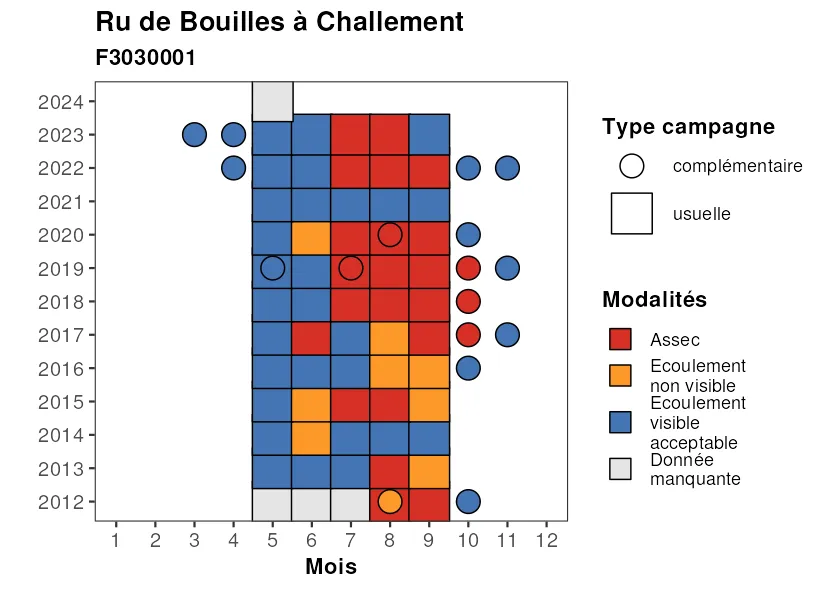 Ru de Bouilles à Challement
F3030001
2024
2023
2022
2021
2020
2019
2018
2017
2016
2015
2014
2013
2012
1 2 3 4 5 6 7 8 9 10 11 12
Mois
Type campagne
complémentaire
usuelle
Modalités
Assec
Ecoulement
non visible
Ecoulement
visible
acceptable
Donnée
manquante